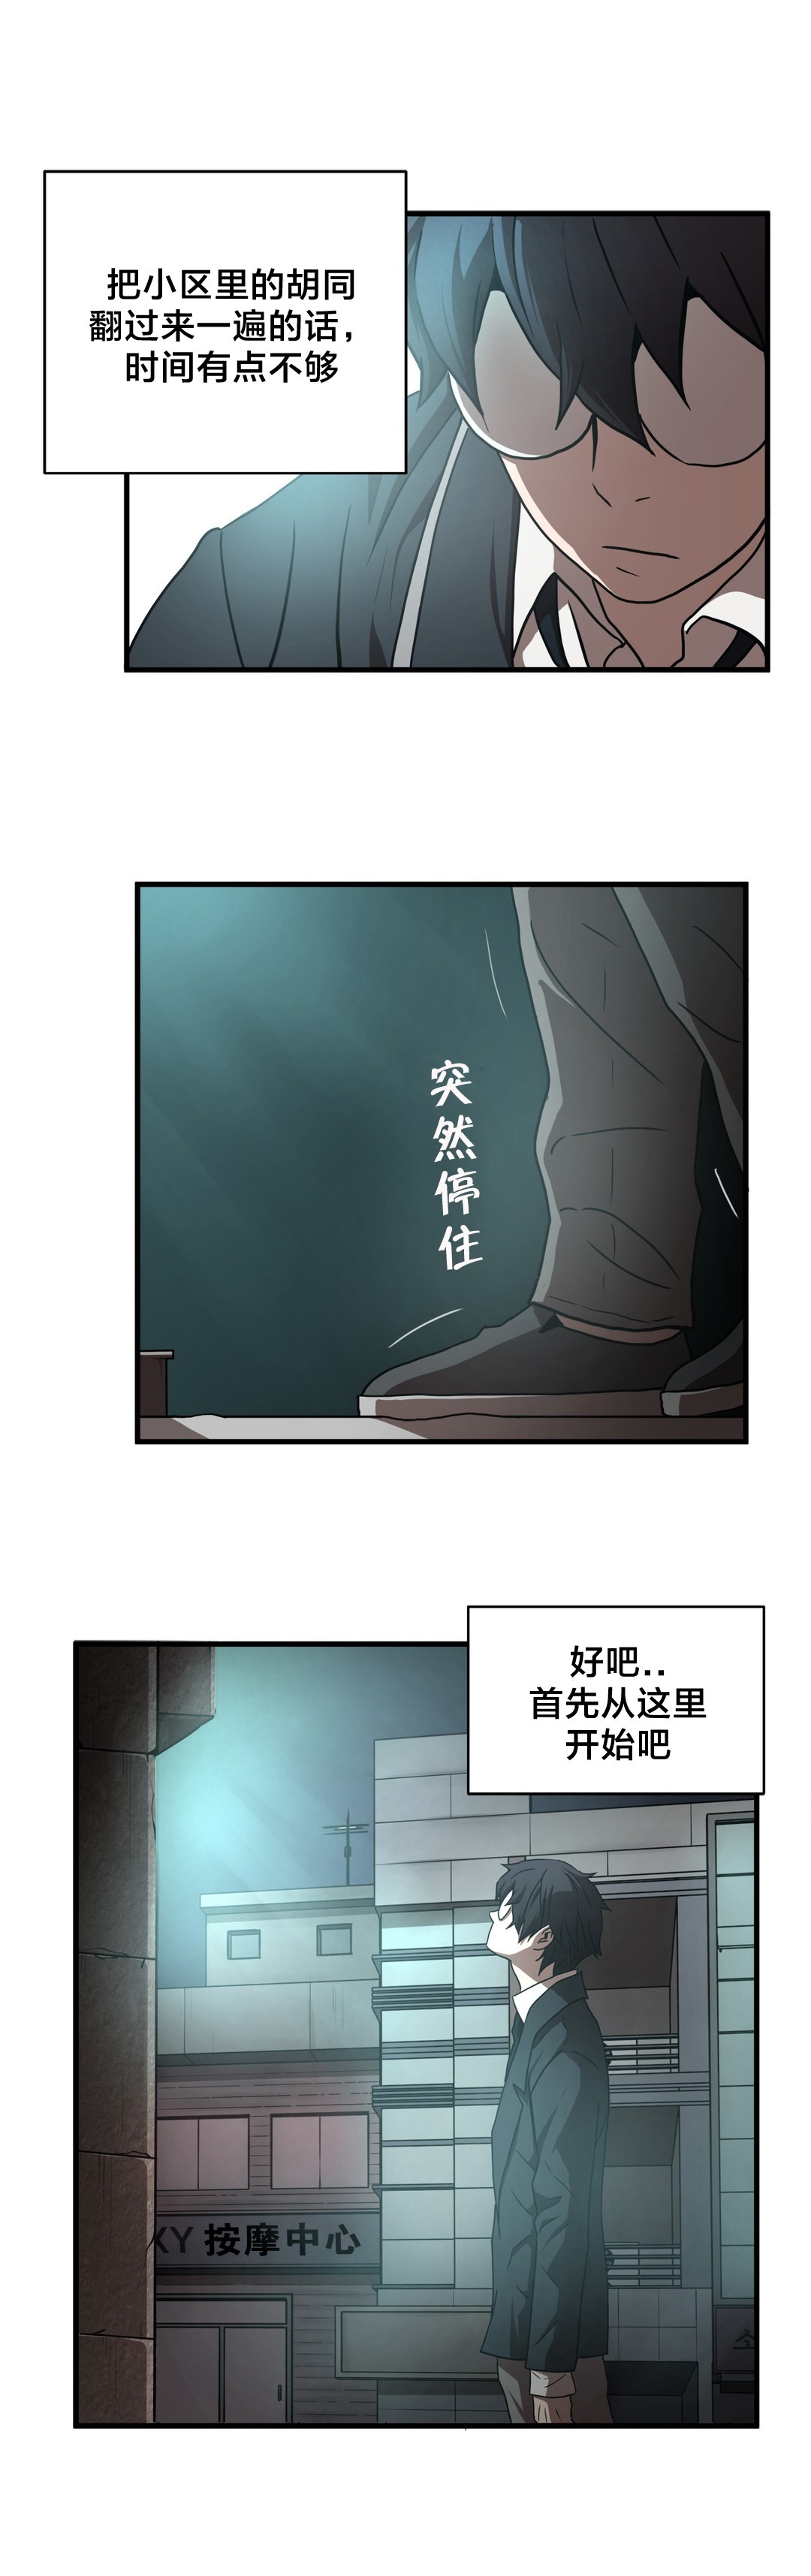 把小区里的胡同
翻过来一遍的话，
时间有点不够
突然停住
好吧..
首先从这里
开始吧
KY 按摩中心